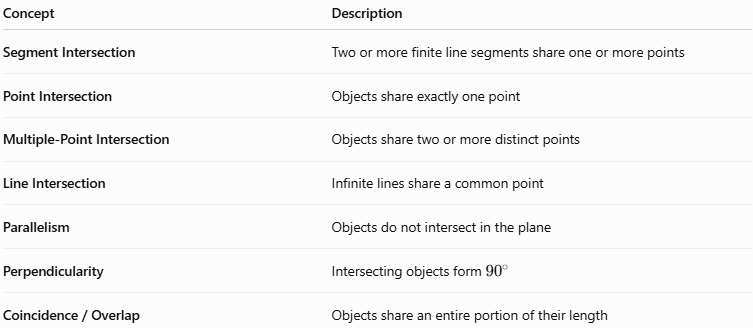 Concept Description
Segment Intersection Two or more finite line segments share one or more points
Point Intersection Objects share exactly one point
Multiple-Point Intersection Objects share two or more distinct points
Line Intersection Infinite lines share a common point
Parallelism Objects do not intersect in the plane
Perpendicularity Intersecting objects form 90°
Coincidence / Overlap Objects share an entire portion of their length